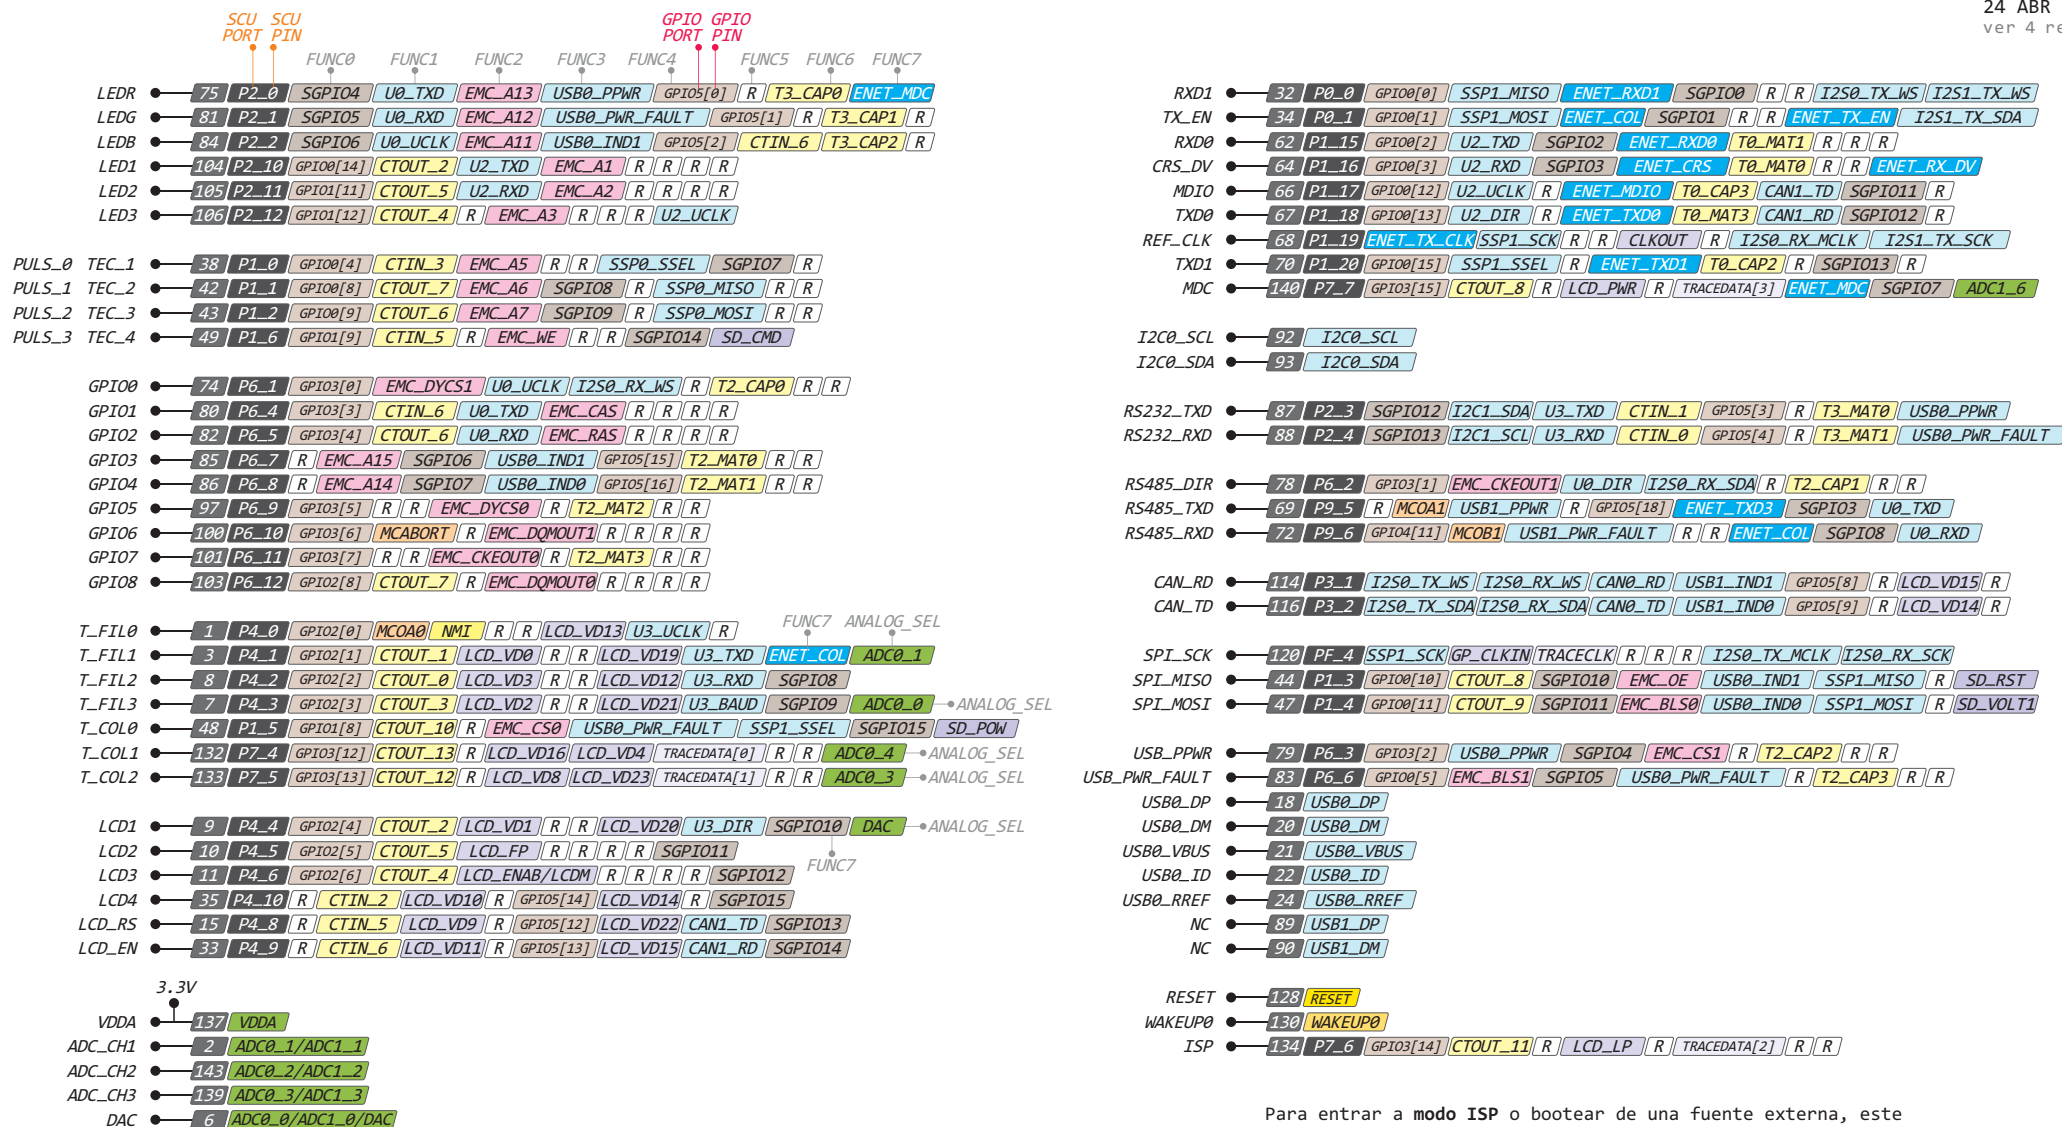 24 ABR
ver 4 re
SCU PORT SCU PIN GPIO PORT GPIO PIN
FUNC0 FUNC1 FUNC2 FUNC3 FUNC4 FUNC5 FUNC6 FUNC7
LEDR 75 P2_0 SGPIO4 U0_TXD EMC_A13 USB0_PPWR GPIO5[0] R T3_CAP0 ENET_MDC
LEDG 81 P2_1 SGPIO5 U0_RXD EMC_A12 USB0_PWR_FAULT GPIO5[1] R T3_CAP1 R
LEDB 84 P2_2 SGPIO6 U0_UCLK EMC_A11 USB0_IND1 GPIO5[2] CTIN_6 T3_CAP2 R
LED1 104 P2_10 GPIO0[14] CTOUT_2 U2_TXD EMC_A1 R R R R
LED2 105 P2_11 GPIO1[11] CTOUT_5 U2_RXD EMC_A2 R R R R
LED3 106 P2_12 GPIO1[12] CTOUT_4 R EMC_A3 R R R U2_UCLK
PULS_0 TEC_1 38 P1_0 GPIO0[4] CTIN_3 EMC_A5 R R SSP0_SSEL SGPIO7 R
PULS_1 TEC_2 42 P1_1 GPIO0[8] CTOUT_7 EMC_A6 SGPIO8 R SSP0_MISO R R
PULS_2 TEC_3 43 P1_2 GPIO0[9] CTOUT_6 EMC_A7 SGPIO9 R SSP0_MOSI R R
PULS_3 TEC_4 49 P1_6 GPIO1[9] CTIN_5 R EMC_WE R R SGPIO14 SD_CMD
GPIO0 74 P6_1 GPIO3[0] EMC_DYCS1 U0_UCLK I2S0_RX_WS R T2_CAP0 R R
GPIO1 80 P6_4 GPIO3[3] CTIN_6 U0_TXD EMC_CAS R R R R
GPIO2 82 P6_5 GPIO3[4] CTOUT_6 U0_RXD EMC_RAS R R R R
GPIO3 85 P6_7 R EMC_A15 SGPIO6 USB0_IND1 GPIO5[15] T2_MAT0 R R
GPIO4 86 P6_8 R EMC_A14 SGPIO7 USB0_IND0 GPIO5[16] T2_MAT1 R R
GPIO5 97 P6_9 GPIO3[5] R R EMC_DYCS0 R T2_MAT2 R R
GPIO6 100 P6_10 GPIO3[6] MCABORT R EMC_DQMOUT1 R R R R
GPIO7 101 P6_11 GPIO3[7] R R EMC_CKEOUT0 R T2_MAT3 R R
GPIO8 103 P6_12 GPIO2[8] CTOUT_7 R EMC_DQMOUT0 R R R R
FUNC7 ANALOG_SEL
T_FIL0 1 P4_0 GPIO2[0] MCOA0 NMI R R LCD_VD13 U3_UCLK R
T_FIL1 3 P4_1 GPIO2[1] CTOUT_1 LCD_VD0 R R LCD_VD19 U3_TXD ENET_COL ADC0_1
T_FIL2 8 P4_2 GPIO2[2] CTOUT_0 LCD_VD3 R R LCD_VD12 U3_RXD SGPIO8
T_FIL3 7 P4_3 GPIO2[3] CTOUT_3 LCD_VD2 R R LCD_VD21 U3_BAUD SGPIO9 ADC0_0 ANALOG_SEL
T_COL0 48 P1_5 GPIO1[8] CTOUT_10 R EMC_CS0 USB0_PWR_FAULT SSP1_SSEL SGPIO15 SD_POW
T_COL1 132 P7_4 GPIO3[12] CTOUT_13 R LCD_VD16 LCD_VD4 TRACEDATA[0] R R ADC0_4 ANALOG_SEL
T_COL2 133 P7_5 GPIO3[13] CTOUT_12 R LCD_VD8 LCD_VD23 TRACEDATA[1] R R ADC0_3 ANALOG_SEL
LCD1 9 P4_4 GPIO2[4] CTOUT_2 LCD_VD1 R R LCD_VD20 U3_DIR SGPIO10 DAC ANALOG_SEL
LCD2 10 P4_5 GPIO2[5] CTOUT_5 LCD_FP R R R R SGPIO11
FUNC7
LCD3 11 P4_6 GPIO2[6] CTOUT_4 LCD_ENAB/LCDM R R R R SGPIO12
LCD4 35 P4_10 R CTIN_2 LCD_VD10 R GPIO5[14] LCD_VD14 R SGPIO15
LCD_RS 15 P4_8 R CTIN_5 LCD_VD9 R GPIO5[12] LCD_VD22 CAN1_TD SGPIO13
LCD_EN 33 P4_9 R CTIN_6 LCD_VD11 R GPIO5[13] LCD_VD15 CAN1_RD SGPIO14
3.3V
VDDA 137 VDDA
ADC_CH1 2 ADC0_1/ADC1_1
ADC_CH2 143 ADC0_2/ADC1_2
ADC_CH3 139 ADC0_3/ADC1_3
DAC 6 ADC0_0/ADC1_0/DAC
RXD1 32 P0_0 GPIO0[0] SSP1_MISO ENET_RXD1 SGPIO0 R R I2S0_TX_WS I2S1_TX_WS
TX_EN 34 P0_1 GPIO0[1] SSP1_MOSI ENET_COL SGPIO1 R R ENET_TX_EN I2S1_TX_SDA
RXD0 62 P1_15 GPIO0[2] U2_TXD SGPIO2 ENET_RXD0 T0_MAT1 R R R
CRS_DV 64 P1_16 GPIO0[3] U2_RXD SGPIO3 ENET_CRS T0_MAT0 R R ENET_RX_DV
MDIO 66 P1_17 GPIO0[12] U2_UCLK R ENET_MDIO T0_CAP3 CAN1_TD SGPIO11 R
TXD0 67 P1_18 GPIO0[13] U2_DIR R ENET_TXD0 T0_MAT3 CAN1_RD SGPIO12 R
REF_CLK 68 P1_19 ENET_TX_CLK SSP1_SCK R R CLKOUT R I2S0_RX_MCLK I2S1_TX_SCK
TXD1 70 P1_20 GPIO0[15] SSP1_SSEL R ENET_TXD1 T0_CAP2 R SGPIO13 R
MDC 140 P7_7 GPIO3[15] CTOUT_8 R LCD_PWR R TRACEDATA[3] ENET_MDC SGPIO7 ADC1_6
I2C0_SCL 92 I2C0_SCL
I2C0_SDA 93 I2C0_SDA
RS232_TXD 87 P2_3 SGPIO12 I2C1_SDA U3_TXD CTIN_1 GPIO5[3] R T3_MAT0 USB0_PPWR
RS232_RXD 88 P2_4 SGPIO13 I2C1_SCL U3_RXD CTIN_0 GPIO5[4] R T3_MAT1 USB0_PWR_FAULT
RS485_DIR 78 P6_2 GPIO3[1] EMC_CKEOUT1 U0_DIR I2S0_RX_SDA R T2_CAP1 R R
RS485_TXD 69 P9_5 R MCOA1 USB1_PPWR R GPIO5[18] ENET_TXD3 SGPIO3 U0_TXD
RS485_RXD 72 P9_6 GPIO4[11] MCOB1 USB1_PWR_FAULT R R ENET_COL SGPIO8 U0_RXD
CAN_RD 114 P3_1 I2S0_TX_WS I2S0_RX_WS CAN0_RD USB1_IND1 GPIO5[8] R LCD_VD15 R
CAN_TD 116 P3_2 I2S0_TX_SDA I2S0_RX_SDA CAN0_TD USB1_IND0 GPIO5[9] R LCD_VD14 R
SPI_SCK 120 PF_4 SSP1_SCK GP_CLKIN TRACECLK R R R I2S0_TX_MCLK I2S0_RX_SCK
SPI_MISO 44 P1_3 GPIO0[10] CTOUT_8 SGPIO10 EMC_OE USB0_IND1 SSP1_MISO R SD_RST
SPI_MOSI 47 P1_4 GPIO0[11] CTOUT_9 SGPIO11 EMC_BLS0 USB0_IND0 SSP1_MOSI R SD_VOLT1
USB_PPWR 79 P6_3 GPIO3[2] USB0_PPWR SGPIO4 EMC_CS1 R T2_CAP2 R R
USB_PWR_FAULT 83 P6_6 GPIO0[5] EMC_BLS1 SGPIO5 USB0_PWR_FAULT R T2_CAP3 R R
USB0_DP 18 USB0_DP
USB0_DM 20 USB0_DM
USB0_VBUS 21 USB0_VBUS
USB0_ID 22 USB0_ID
USB0_RREF 24 USB0_RREF
NC 89 USB1_DP
NC 90 USB1_DM
RESET 128 RESET
WAKEUP0 130 WAKEUP0
ISP 134 P7_6 GPIO3[14] CTOUT_11 R LCD_LP R TRACEDATA[2] R R
Para entrar a modo ISP o bootear de una fuente externa, este